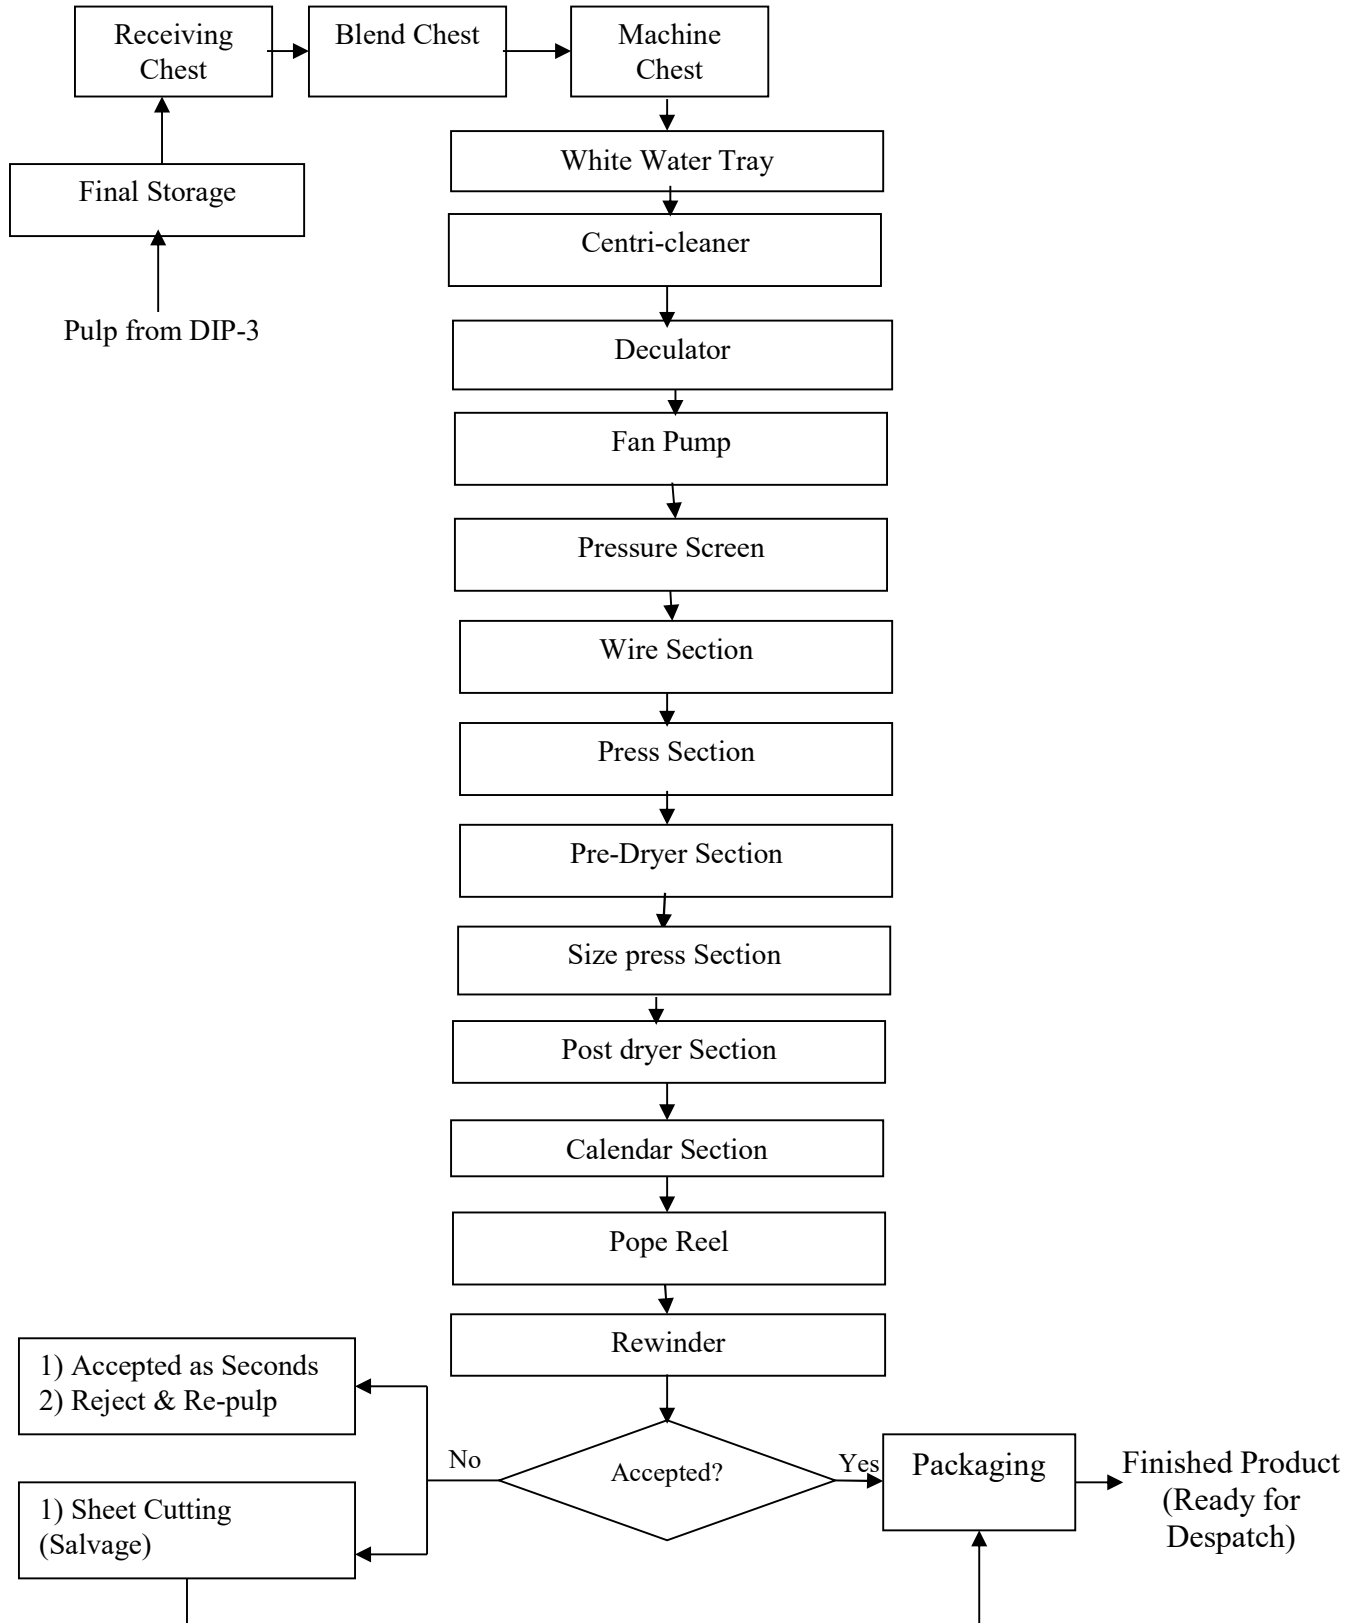 Receiving
Chest
Blend Chest
Machine
Chest
White Water Tray
Final Storage
Centri-cleaner
Pulp from DIP-3
Deculator
Fan Pump
Pressure Screen
Wire Section
Press Section
Pre-Dryer Section
Size press Section
Post dryer Section
Calendar Section
Pope Reel
Rewinder
1) Accepted as Seconds
2) Reject & Re-pulp
No
Accepted?
Yes
Packaging
Finished Product
(Ready for
Despatch)
1) Sheet Cutting
(Salvage)